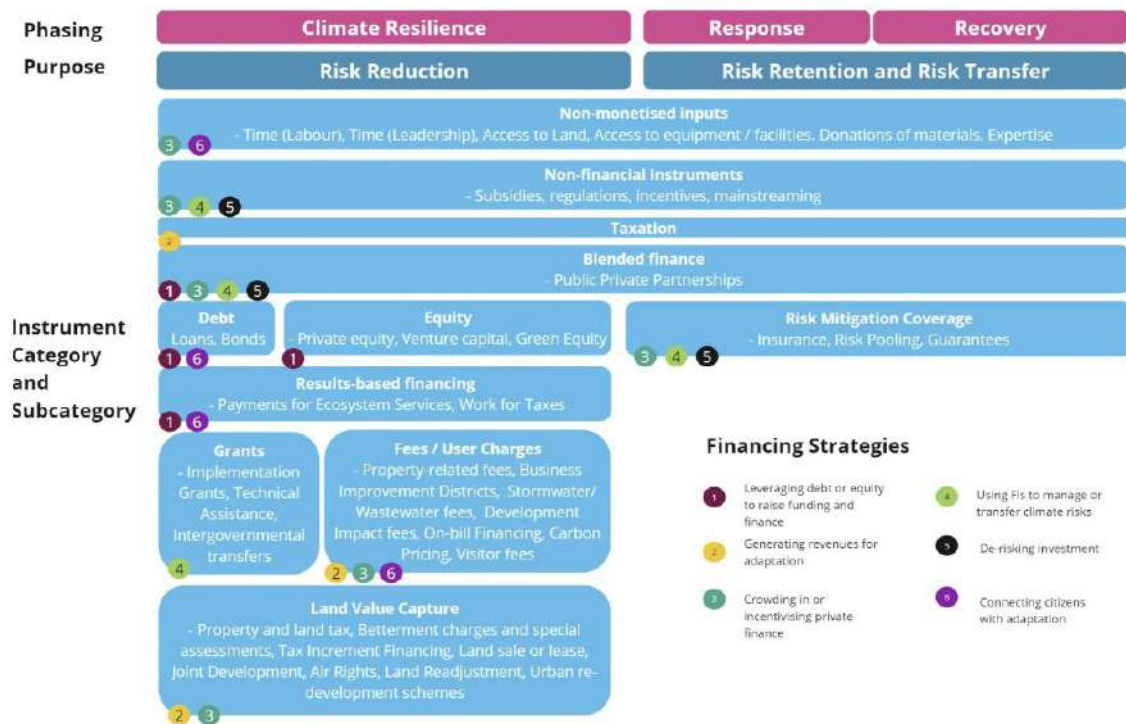 Phasing
Climate Resilience
Response
Recovery
Purpose
Risk Reduction
Risk Retention and Risk Transfer
Instrument
Category
and
Subcategory
Non-monetised inputs
- Time (Labour), Time (Leadership), Access to Land, Access to equipment / facilities. Donations of materials, Expertise
3 6
Non-financial instruments
- Subsidies, regulations, incentives, mainstreaming
3 4 5
Taxation
2
Blended finance
- Public Private Partnerships
1 3 4 5
Debt
Loans, Bonds
1 6
Equity
- Private equity, Venture capital, Green Equity
1
Risk Mitigation Coverage
- Insurance, Risk Pooling, Guarantees
3 4 5
Results-based financing
- Payments for Ecosystem Services, Work for Taxes
1 6
Grants
- Implementation
Grants, Technical
Assistance,
Intergovernmental
transfers
4
Fees / User Charges
- Property-related fees, Business
Improvement Districts, Stormwater/
Wastewater fees, Development
Impact fees, On-bill Financing, Carbon
Pricing, Visitor fees
2 3 6
Land Value Capture
- Property and land tax, Betterment charges and special
assessments, Tax Increment Financing, Land sale or lease,
Joint Development, Air Rights, Land Readjustment, Urban re-
development schemes
2 3
Financing Strategies
1 Leveraging debt or equity
to raise funding and
finance
2 Generating revenues for
adaptation
3 Crowding in or
incentivising private
finance
4 Using FIs to manage or
transfer climate risks
5 De-risking investment
6 Connecting citizens
with adaptation